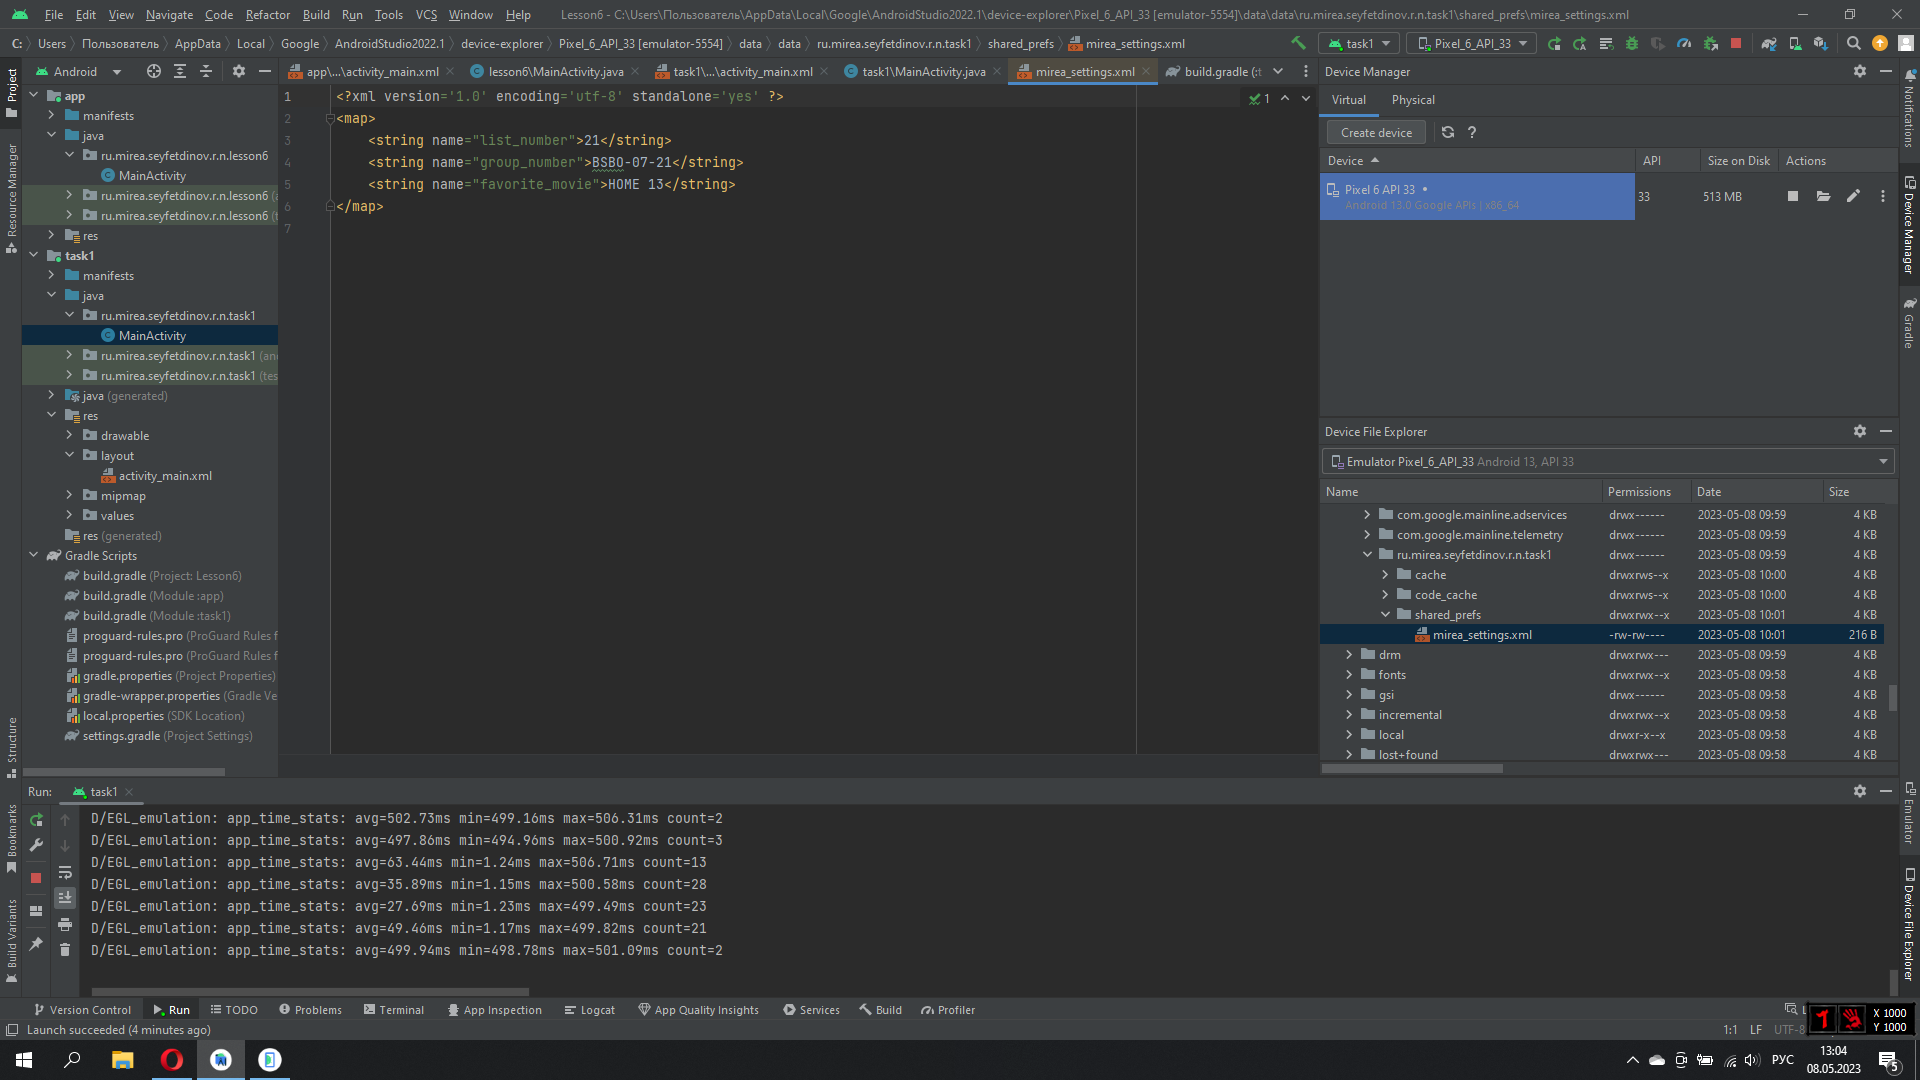 File Edit View Navigate Code Refactor Build Run Tools VCS Window Help Lesson6 - C:\Users\Пользователь\AppData\Local\Google\AndroidStudio2022.1\device-explorer\Pixel_6_API_33 [emulator-5554]\data\data\ru.mirea.seyfetdinov.r.n.task1\shared_prefs\mirea_settings.xml
C: Users Пользователь AppData Local Google AndroidStudio2022.1 device-explorer Pixel_6_API_33 [emulator-5554] data data ru.mirea.seyfetdinov.r.n.task1 shared_prefs mirea_settings.xml task1 Pixel_6_API_33
Project
Resource Manager
Structure
Bookmarks
Build Variants
Android
app
manifests
java
ru.mirea.seyfetdinov.r.n.lesson6
MainActivity
ru.mirea.seyfetdinov.r.n.lesson6
ru.mirea.seyfetdinov.r.n.lesson6
res
task1
manifests
java
ru.mirea.seyfetdinov.r.n.task1
MainActivity
ru.mirea.seyfetdinov.r.n.task1 (and
ru.mirea.seyfetdinov.r.n.task1 (tes
java (generated)
res
drawable
layout
activity_main.xml
mipmap
values
res (generated)
Gradle Scripts
build.gradle (Project: Lesson6)
build.gradle (Module :app)
build.gradle (Module :task1)
proguard-rules.pro (ProGuard Rules f
proguard-rules.pro (ProGuard Rules f
gradle.properties (Project Properties)
gradle-wrapper.properties (Gradle Ve
local.properties (SDK Location)
settings.gradle (Project Settings)
app\...\activity_main.xml lesson6\MainActivity.java task1\...\activity_main.xml task1\MainActivity.java mirea_settings.xml build.gradle (:t
1 <?xml version='1.0' encoding='utf-8' standalone='yes' ?> 1
2 <map>
3 <string name="list_number">21</string>
4 <string name="group_number">BSBO-07-21</string>
5 <string name="favorite_movie">HOME 13</string>
6 </map>
7
Device Manager
Virtual Physical
Create device ?
Device API Size on Disk Actions
Pixel 6 API 33 33 513 MB
Android 13.0 Google APIs | x86_64
Device File Explorer
Emulator Pixel_6_API_33 Android 13, API 33
Name Permissions Date Size
com.google.mainline.adservices drwx------ 2023-05-08 09:59 4 KB
com.google.mainline.telemetry drwx------ 2023-05-08 09:59 4 KB
ru.mirea.seyfetdinov.r.n.task1 drwx------ 2023-05-08 09:59 4 KB
cache drwxrws--x 2023-05-08 10:00 4 KB
code_cache drwxrws--x 2023-05-08 10:00 4 KB
shared_prefs drwxrwx--x 2023-05-08 10:01 4 KB
mirea_settings.xml -rw-rw---- 2023-05-08 10:01 216 B
drm drwxrwx--- 2023-05-08 09:59 4 KB
fonts drwxrwx--x 2023-05-08 09:58 4 KB
gsi drwx------ 2023-05-08 09:58 4 KB
incremental drwxrwx--x 2023-05-08 09:58 4 KB
local drwxr-x--x 2023-05-08 09:58 4 KB
lost+found drwxrwx--- 2023-05-08 09:58 4 KB
Notifications
Device Manager
Gradle
Emulator
Device File Explorer
Run: task1
D/EGL_emulation: app_time_stats: avg=502.73ms min=499.16ms max=506.31ms count=2
D/EGL_emulation: app_time_stats: avg=497.86ms min=494.96ms max=500.92ms count=3
D/EGL_emulation: app_time_stats: avg=63.44ms min=1.24ms max=506.71ms count=13
D/EGL_emulation: app_time_stats: avg=35.89ms min=1.15ms max=500.58ms count=28
D/EGL_emulation: app_time_stats: avg=27.69ms min=1.23ms max=499.49ms count=23
D/EGL_emulation: app_time_stats: avg=49.46ms min=1.17ms max=499.82ms count=21
D/EGL_emulation: app_time_stats: avg=499.94ms min=498.78ms max=501.09ms count=2
Version Control Run TODO Problems Terminal App Inspection Logcat App Quality Insights Services Build Profiler
Launch succeeded (4 minutes ago) 1:1 LF UTF-8
X 1000
Y 1000
РУС
13:04
08.05.2023
5